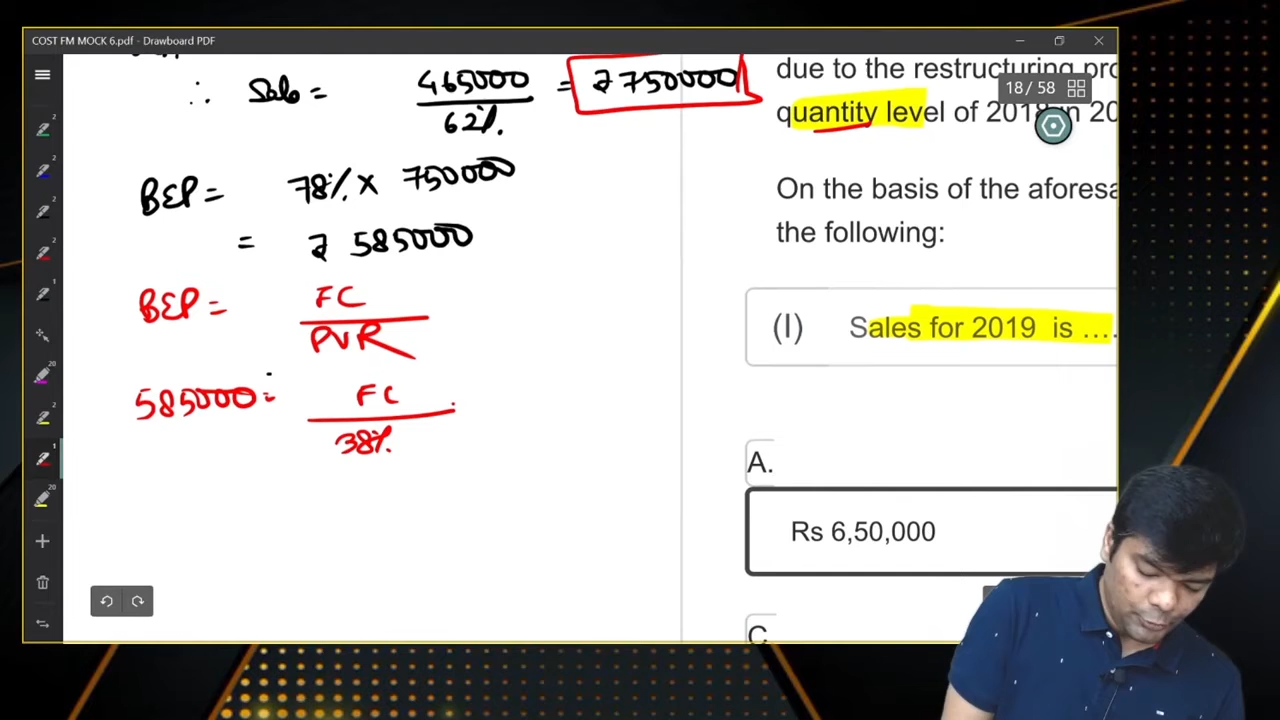 COST FM MOCK 6.pdf - Drawboard PDF
∴ Sale = 465000 / 62% = ₹ 750000
BEP = 78% x 750000
= ₹ 585000
BEP = FC / PVR
585000 = FC / 38%
due to the restructuring pro
18 / 58
quantity level of 2018 in 20
On the basis of the aforesa
the following:
(I) Sales for 2019 is ....
A.
Rs 6,50,000
C